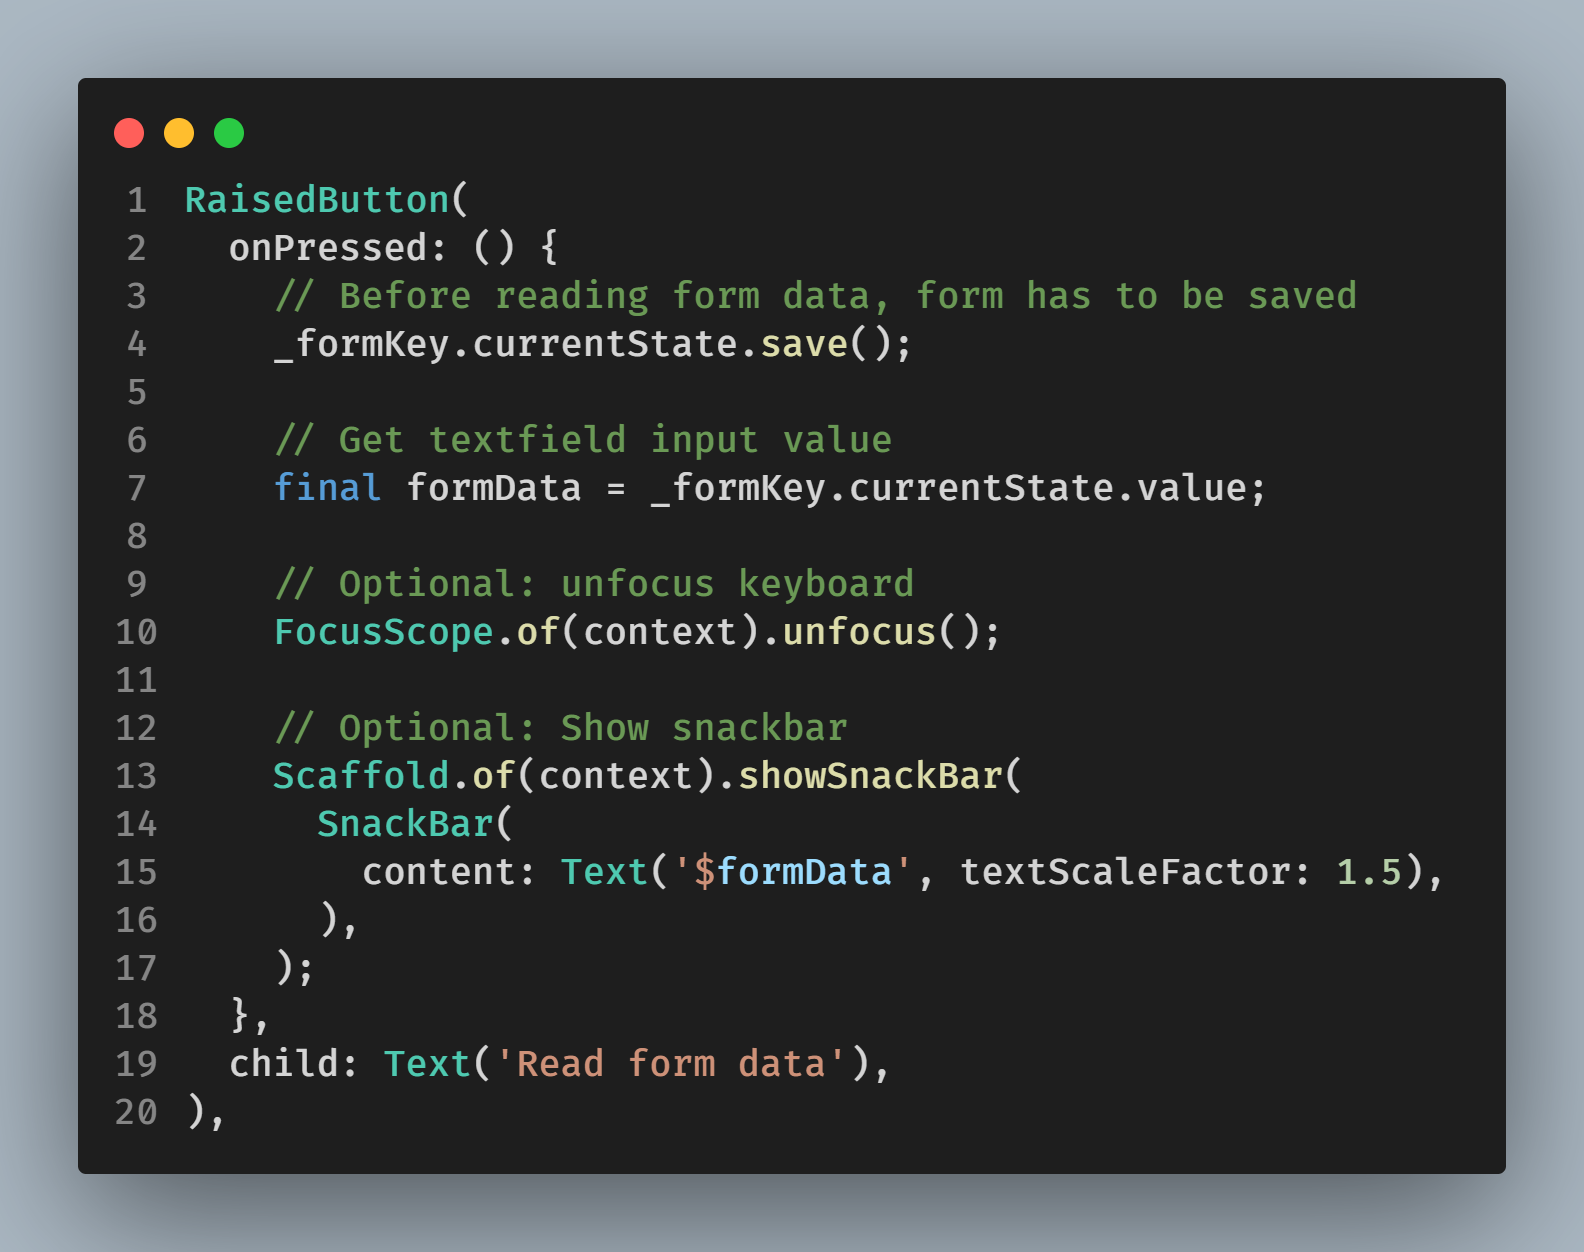 1 RaisedButton(
2   onPressed: () {
3     // Before reading form data, form has to be saved
4     _formKey.currentState.save();
5
6     // Get textfield input value
7     final formData = _formKey.currentState.value;
8
9     // Optional: unfocus keyboard
10     FocusScope.of(context).unfocus();
11
12     // Optional: Show snackbar
13     Scaffold.of(context).showSnackBar(
14       SnackBar(
15         content: Text('$formData', textScaleFactor: 1.5),
16       ),
17     );
18   },
19   child: Text('Read form data'),
20 ),